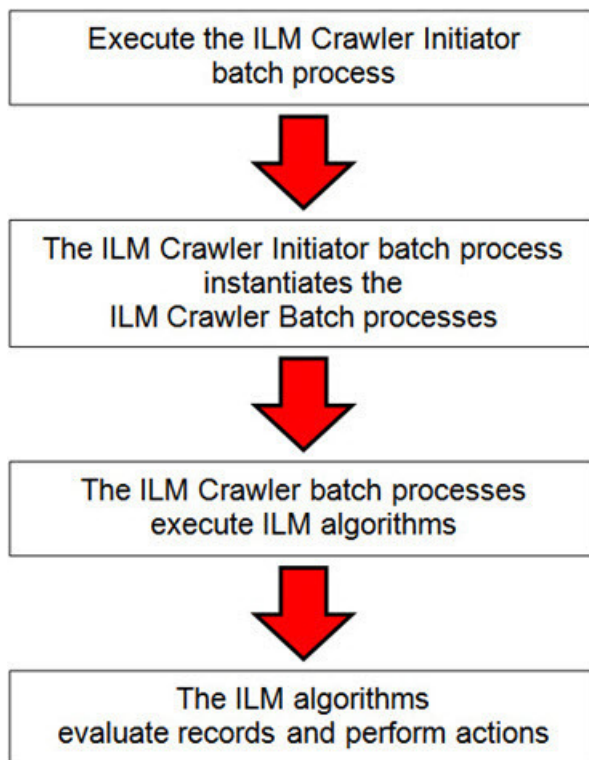 Execute the ILM Crawler Initiator
batch process
The ILM Crawler Initiator batch process
instantiates the
ILM Crawler Batch processes
The ILM Crawler batch processes
execute ILM algorithms
The ILM algorithms
evaluate records and perform actions